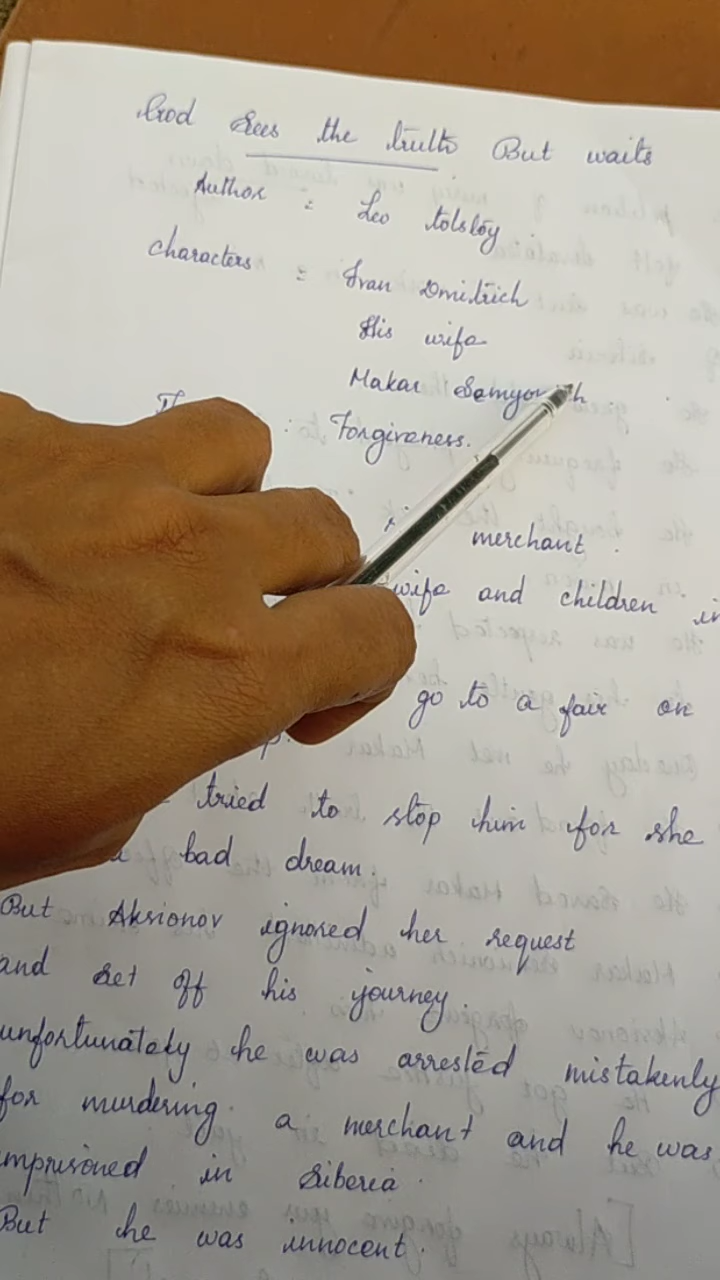 God Sees the truth But waits
Author : Leo tolstoy
characters : Ivan Dmitrich
His wife
Makar
Forgiveness.
merchant.
wife and children in
go to a fair on
tried to stop him for she
bad dream.
But Aksionov ignored her request
and set off his journey.
unfortunately he was arrested mistakenly
for murdering a merchant and he was
imprisoned in Siberia.
But he was innocent.